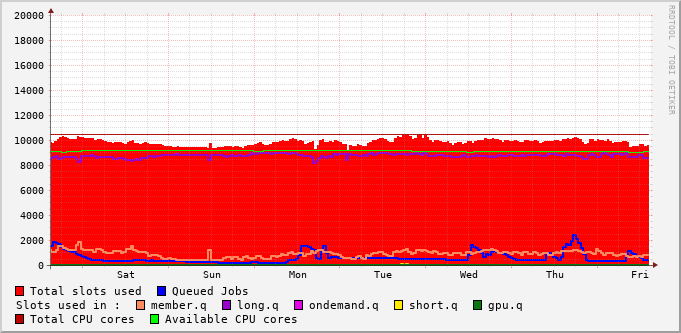 RRDTOOL / TOBI OETIKER
20000
18000
16000
14000
12000
10000
8000
6000
4000
2000
0
Sat Sun Mon Tue Wed Thu Fri
Total slots used Queued Jobs
Slots used in : member.q long.q ondemand.q short.q gpu.q
Total CPU cores Available CPU cores